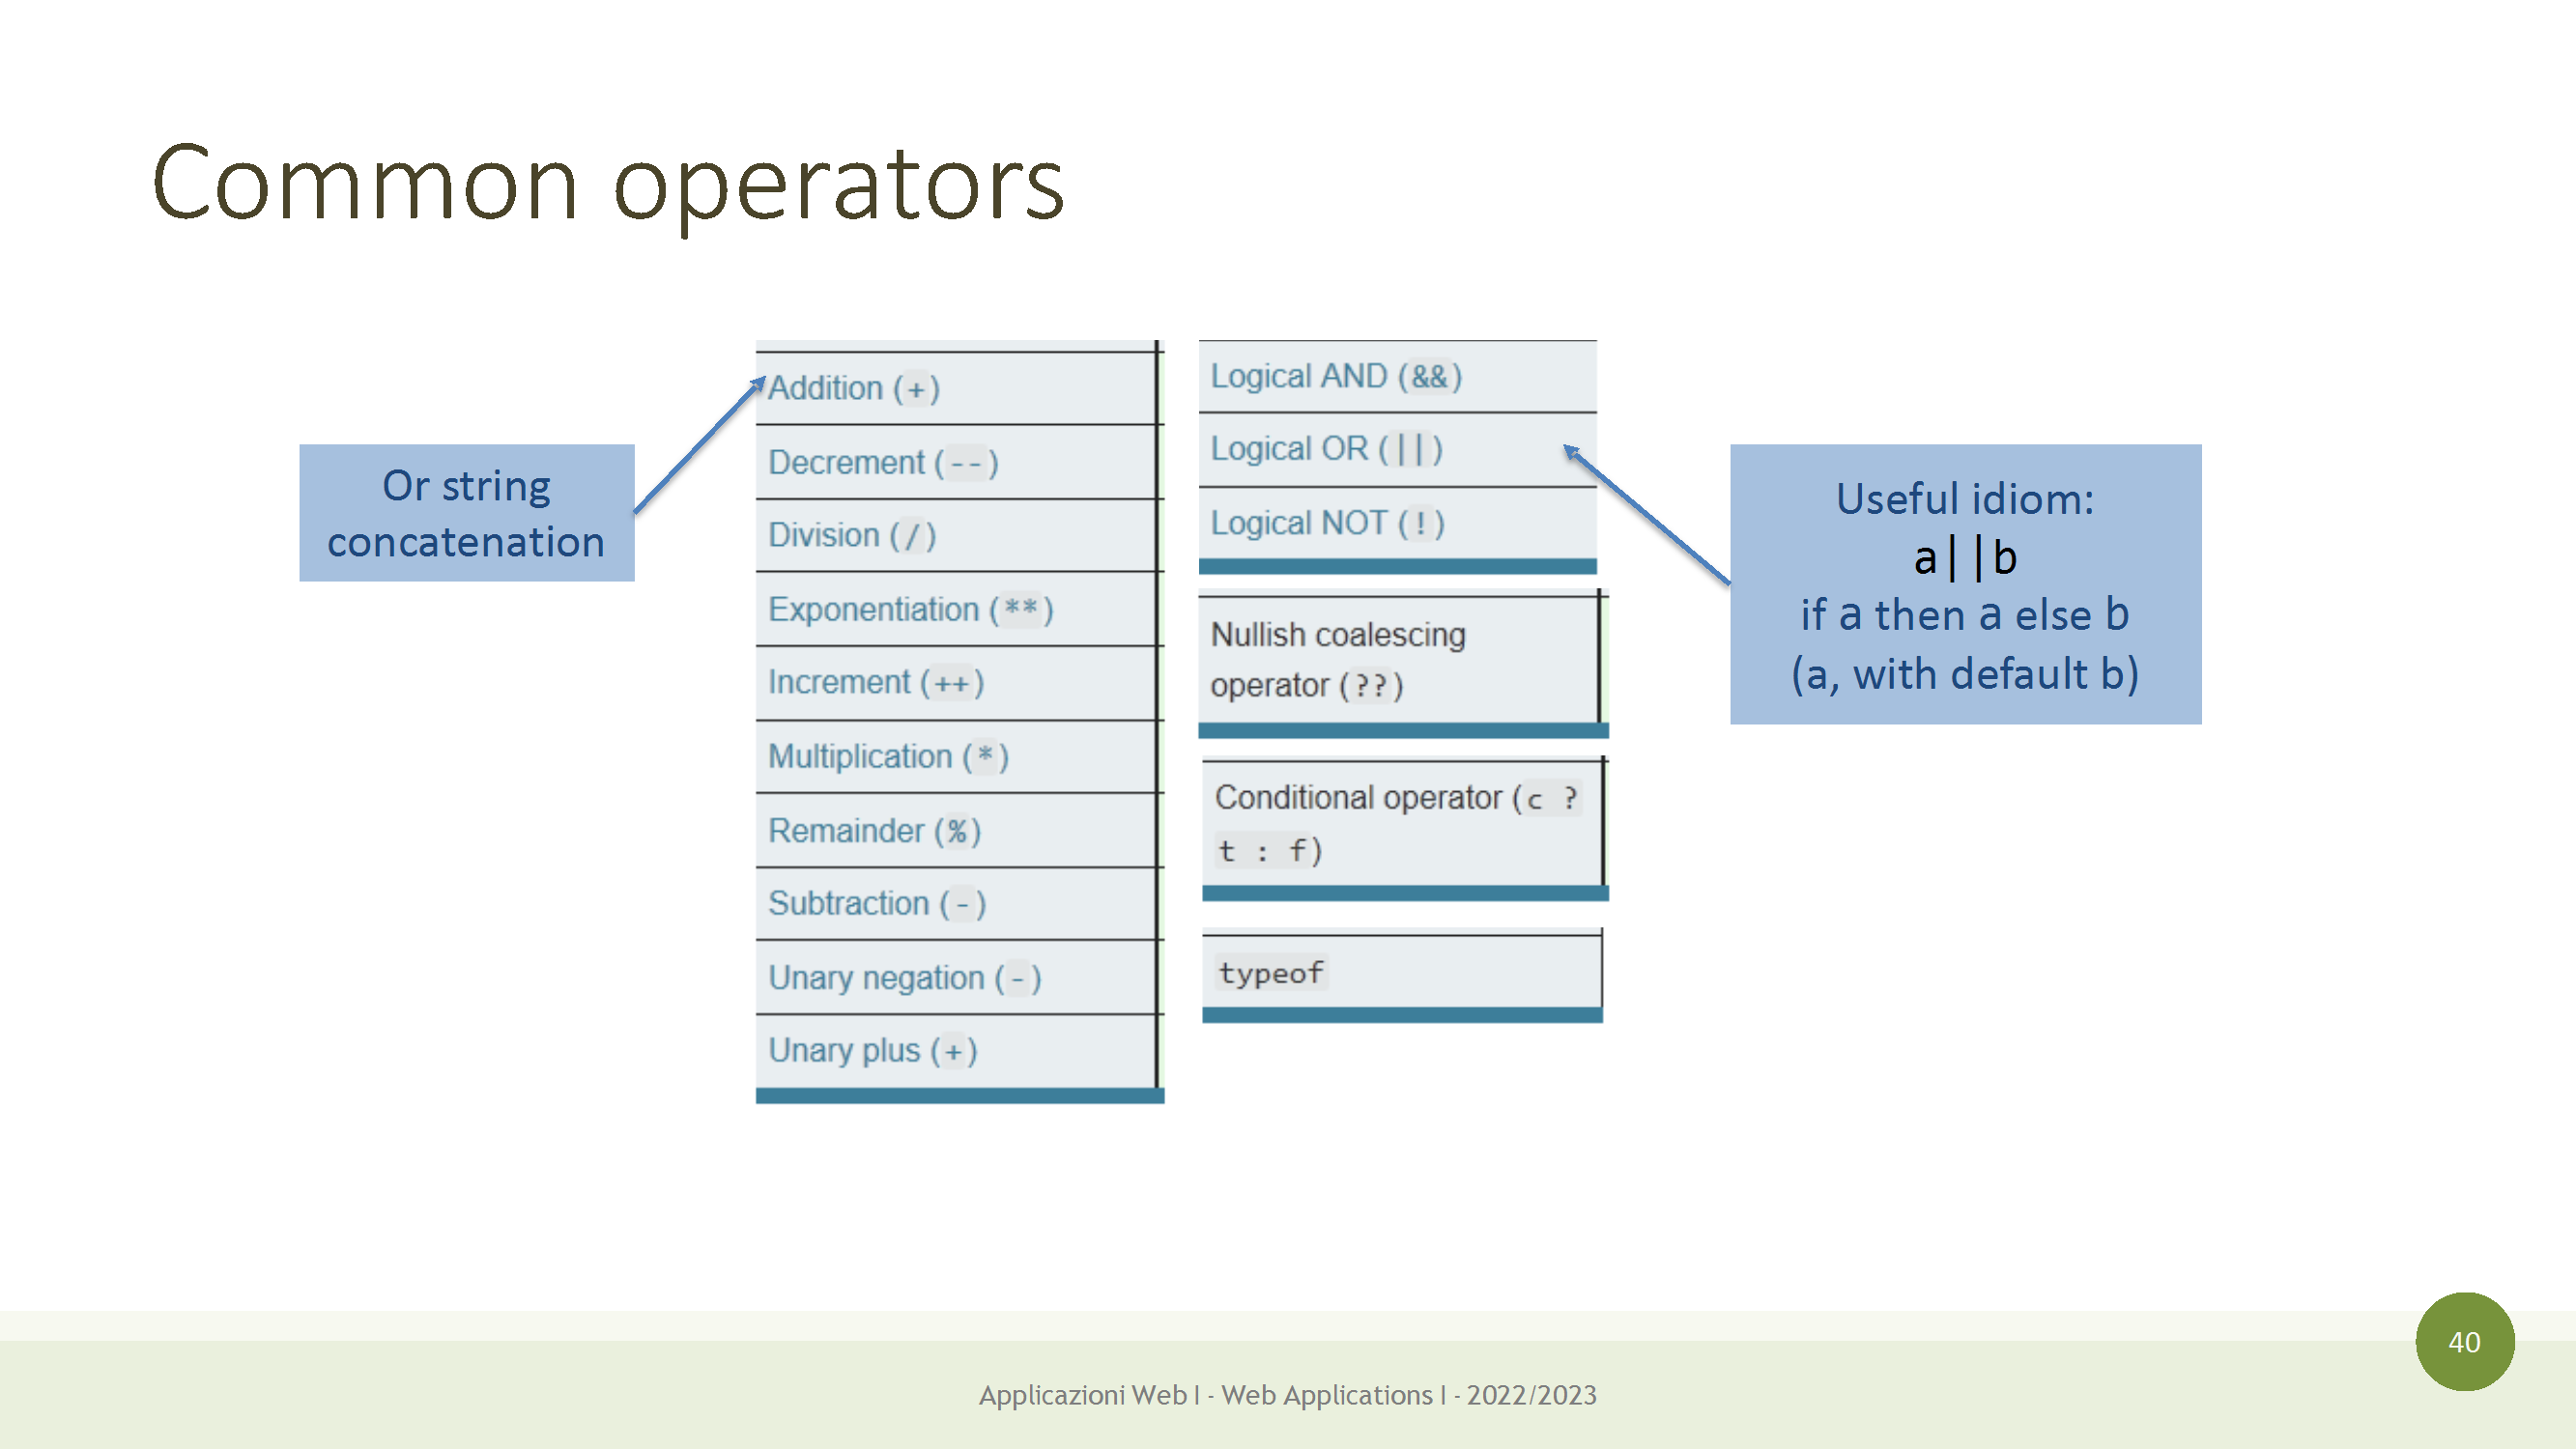 Common operators
Or string
concatenation
Addition (+)
Decrement (--)
Division (/)
Exponentiation (**)
Increment (++)
Multiplication (*)
Remainder (%)
Subtraction (-)
Unary negation (-)
Unary plus (+)
Logical AND (&&)
Logical OR (||)
Logical NOT (!)
Nullish coalescing
operator (??)
Conditional operator (c ?
t : f)
typeof
Useful idiom:
a||b
if a then a else b
(a, with default b)
Applicazioni Web I - Web Applications I - 2022/2023
40